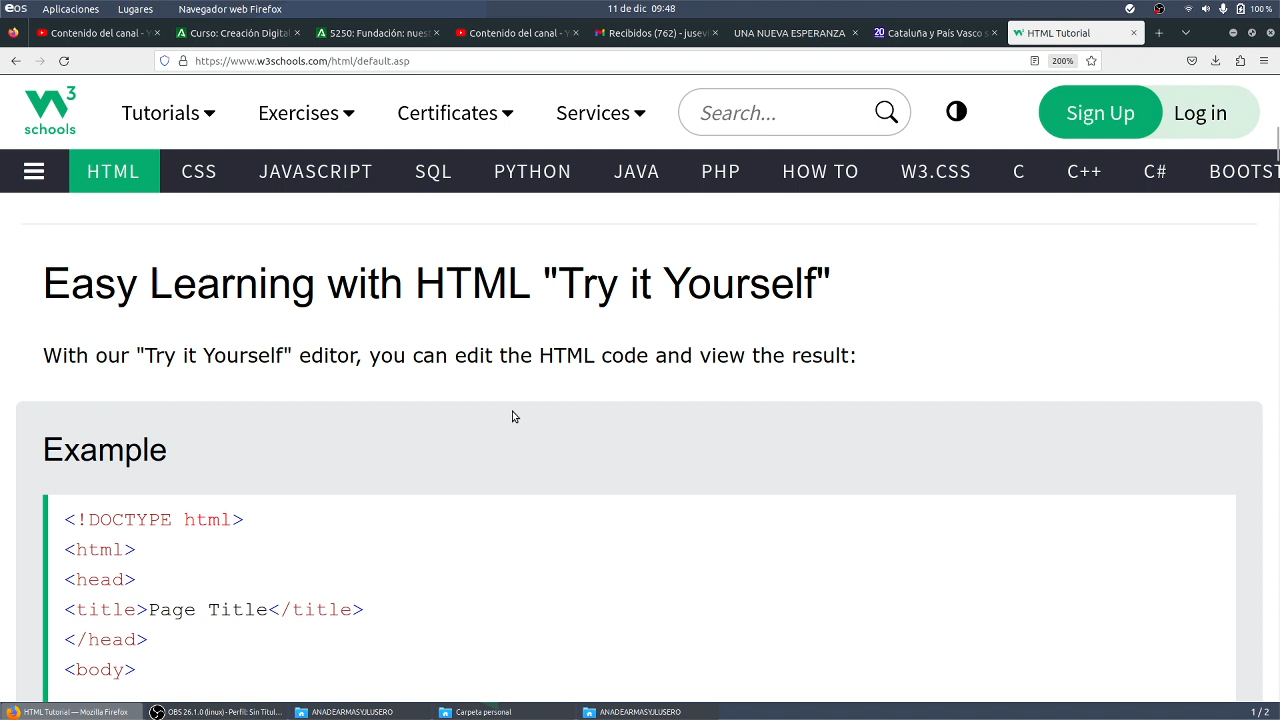 eos Aplicaciones Lugares Navegador web Firefox 11 de dic 09:48 100 %
Contenido del canal - Y Curso: Creación Digital 5250: Fundación: nues Contenido del canal - Y Recibidos (762) - jusevi UNA NUEVA ESPERANZA Cataluña y País Vasco s HTML Tutorial
https://www.w3schools.com/html/default.asp 200%
W3 schools Tutorials Exercises Certificates Services Search... Sign Up Log in
HTML CSS JAVASCRIPT SQL PYTHON JAVA PHP HOW TO W3.CSS C C++ C# BOOTST
Easy Learning with HTML "Try it Yourself"
With our "Try it Yourself" editor, you can edit the HTML code and view the result:
Example
<!DOCTYPE html>
<html>
<head>
<title>Page Title</title>
</head>
<body>
HTML Tutorial — Mozilla Firefox OBS 26.1.0 (linux) - Perfil: Sin Títul... ANADEARMASYJLUSERO Carpeta personal ANADEARMASYJLUSERO 1 / 2